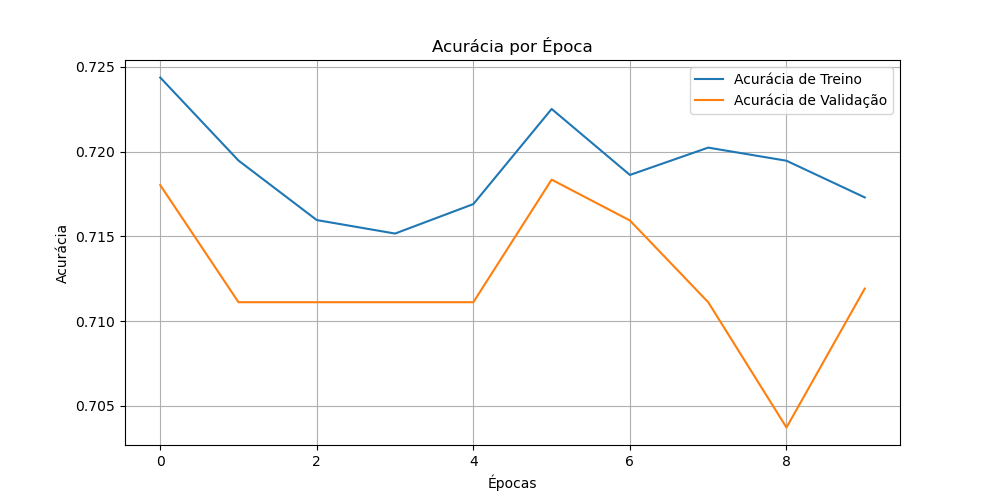 Acurácia por Época
Acurácia de Treino
Acurácia de Validação
0.725
0.720
0.715
0.710
0.705
Acurácia
0
2
4
6
8
Épocas